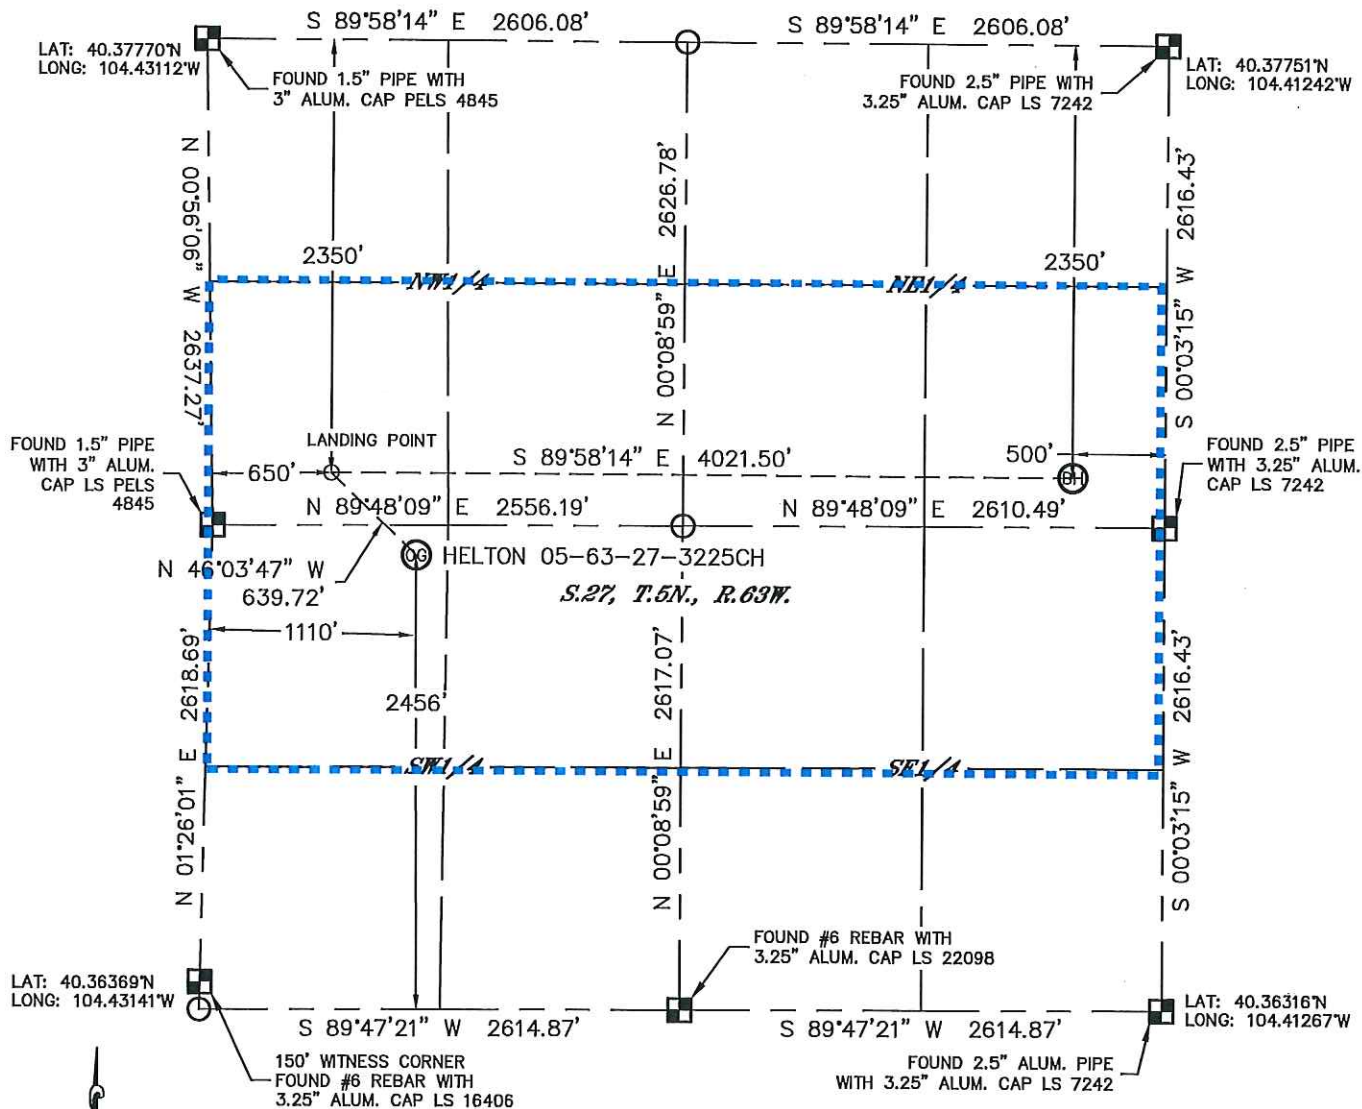 S 89°58'14" E 2606.08'
S 89°58'14" E 2606.08'
LAT: 40.37770°N
LONG: 104.43112°W
FOUND 1.5" PIPE WITH
3" ALUM. CAP PELS 4845
FOUND 2.5" PIPE WITH
3.25" ALUM. CAP LS 7242
LAT: 40.37751°N
LONG: 104.41242°W
N 00°56'06" W 2637.27'
N 00°08'59" E 2626.78'
S 00°03'15" W 2616.43'
2350'
2350'
NW1/4
NE1/4
FOUND 1.5" PIPE
WITH 3" ALUM.
CAP LS PELS
4845
LANDING POINT
650'
S 89°58'14" E 4021.50'
500'
BH
FOUND 2.5" PIPE
WITH 3.25" ALUM.
CAP LS 7242
N 89°48'09" E 2556.19'
N 89°48'09" E 2610.49'
OG HELTON 05-63-27-3225CH
N 46°03'47" W
639.72'
S.27, T.5N., R.63W.
1110'
2456'
N 01°26'01" E 2618.69'
N 00°08'59" E 2617.07'
S 00°03'15" W 2616.43'
SW1/4
SE1/4
FOUND #6 REBAR WITH
3.25" ALUM. CAP LS 22098
LAT: 40.36369°N
LONG: 104.43141°W
LAT: 40.36316°N
LONG: 104.41267°W
S 89°47'21" W 2614.87'
S 89°47'21" W 2614.87'
150' WITNESS CORNER
FOUND #6 REBAR WITH
3.25" ALUM. CAP LS 16406
FOUND 2.5" ALUM. PIPE
WITH 3.25" ALUM. CAP LS 7242